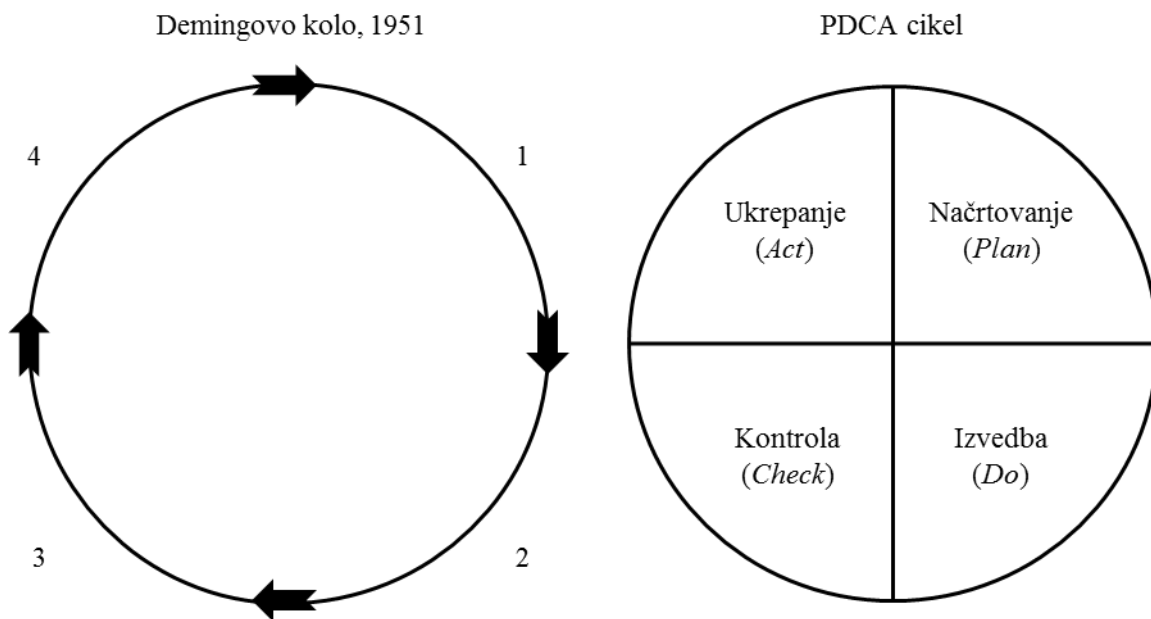 Demingovo kolo, 1951
4
1
3
2
PDCA cikel
Ukrepanje
(Act)
Načrtovanje
(Plan)
Kontrola
(Check)
Izvedba
(Do)